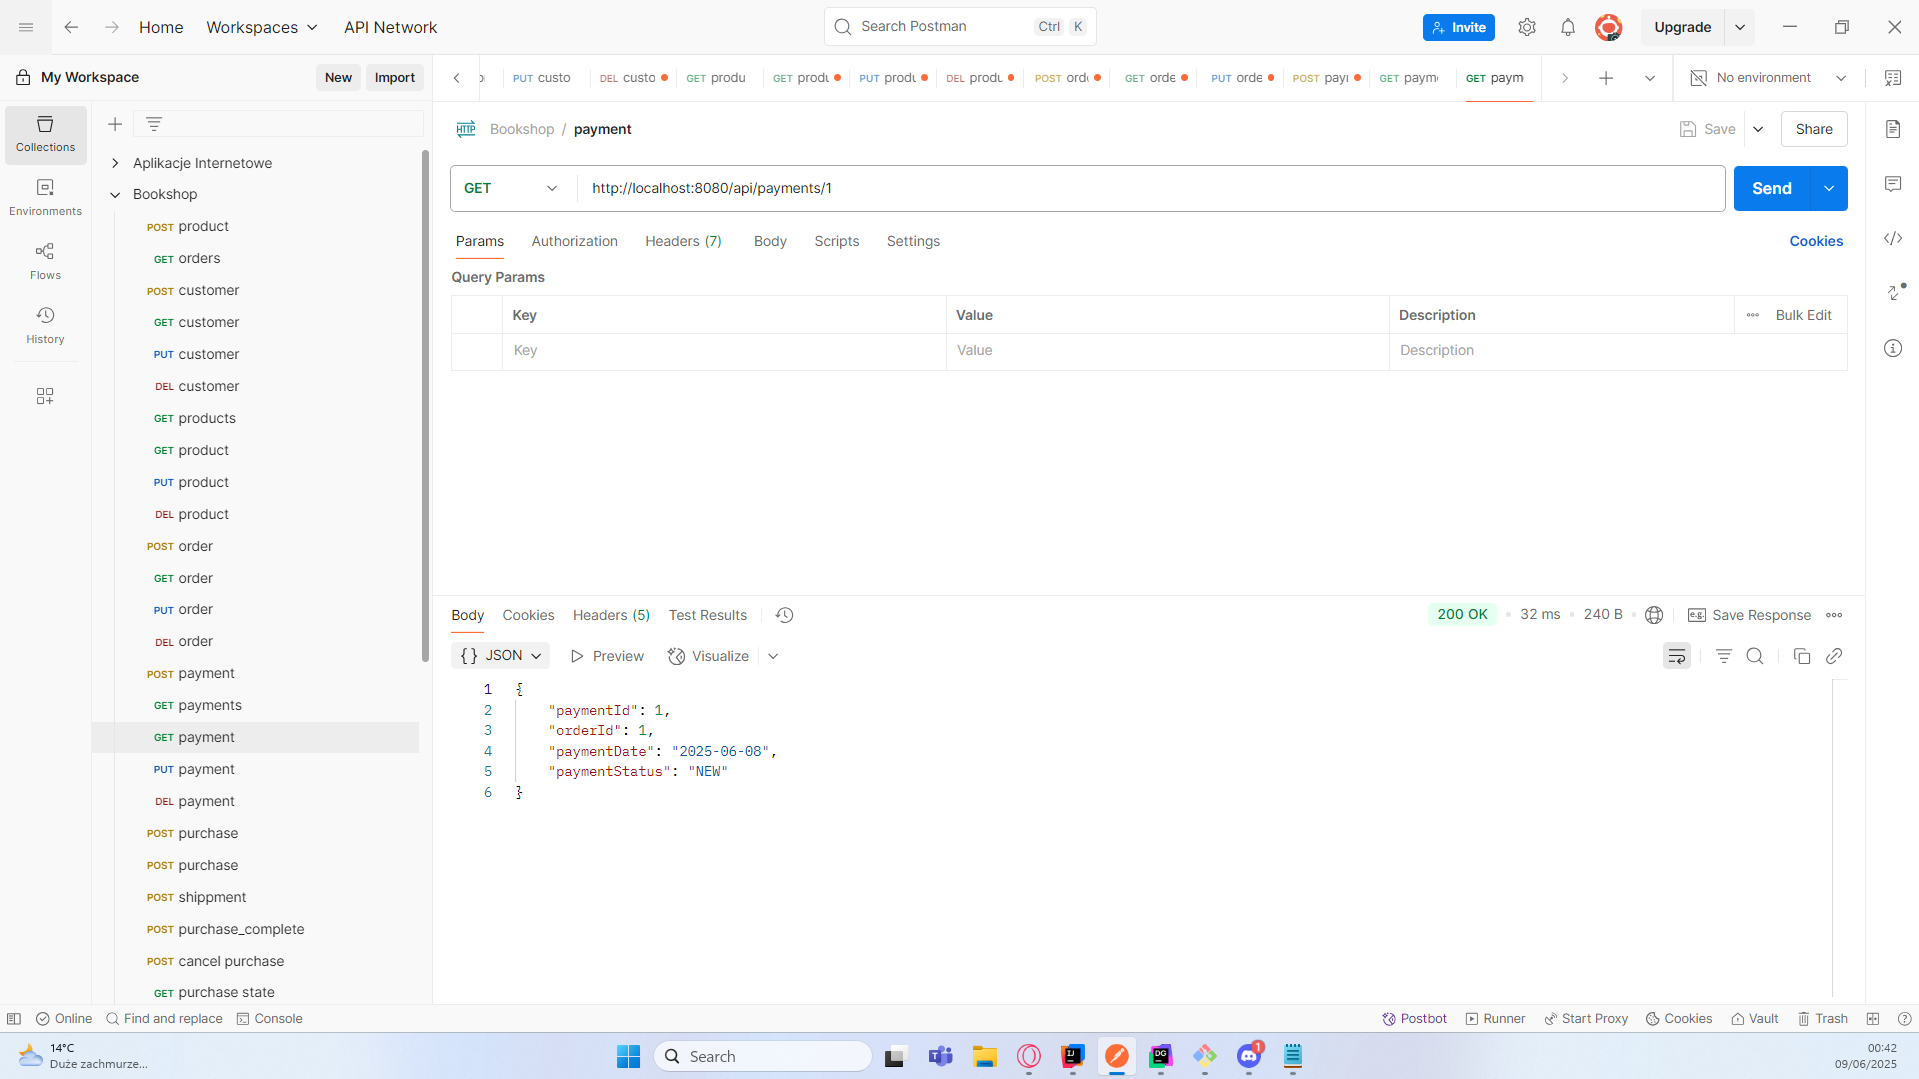 Home Workspaces API Network Search Postman Ctrl K Invite Upgrade
My Workspace New Import
PUT custo DEL custo GET produ GET produ PUT produ DEL produ POST orde GET orde PUT orde POST payr GET paym GET paym No environment
Collections
Environments
Flows
History
Aplikacje Internetowe
Bookshop
POST product
GET orders
POST customer
GET customer
PUT customer
DEL customer
GET products
GET product
PUT product
DEL product
POST order
GET order
PUT order
DEL order
POST payment
GET payments
GET payment
PUT payment
DEL payment
POST purchase
POST purchase
POST shippment
POST purchase_complete
POST cancel purchase
GET purchase state
HTTP Bookshop / payment Save Share
GET http://localhost:8080/api/payments/1 Send
Params Authorization Headers (7) Body Scripts Settings Cookies
Query Params
Key Value Description Bulk Edit
Key Value Description
Body Cookies Headers (5) Test Results 200 OK 32 ms 240 B e.g. Save Response
{} JSON Preview Visualize
1 {
2 "paymentId": 1,
3 "orderId": 1,
4 "paymentDate": "2025-06-08",
5 "paymentStatus": "NEW"
6 }
Online Find and replace Console Postbot Runner Start Proxy Cookies Vault Trash
14°C
Duże zachmurze...
Search
1
00:42
09/06/2025